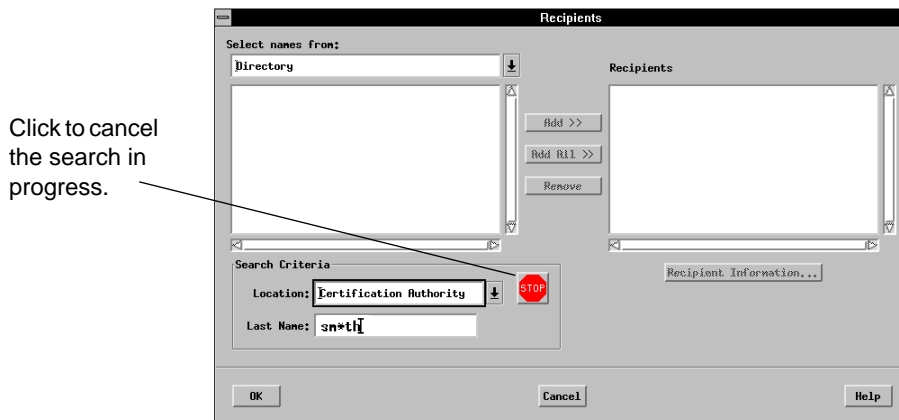 Recipients
Select names from:
Directory
Recipients
Click to cancel
the search in
progress.
Add >>
Add All >>
Remove
Search Criteria
Location: Certification Authority
STOP
Recipient Information...
Last Name: sm*th
OK
Cancel
Help